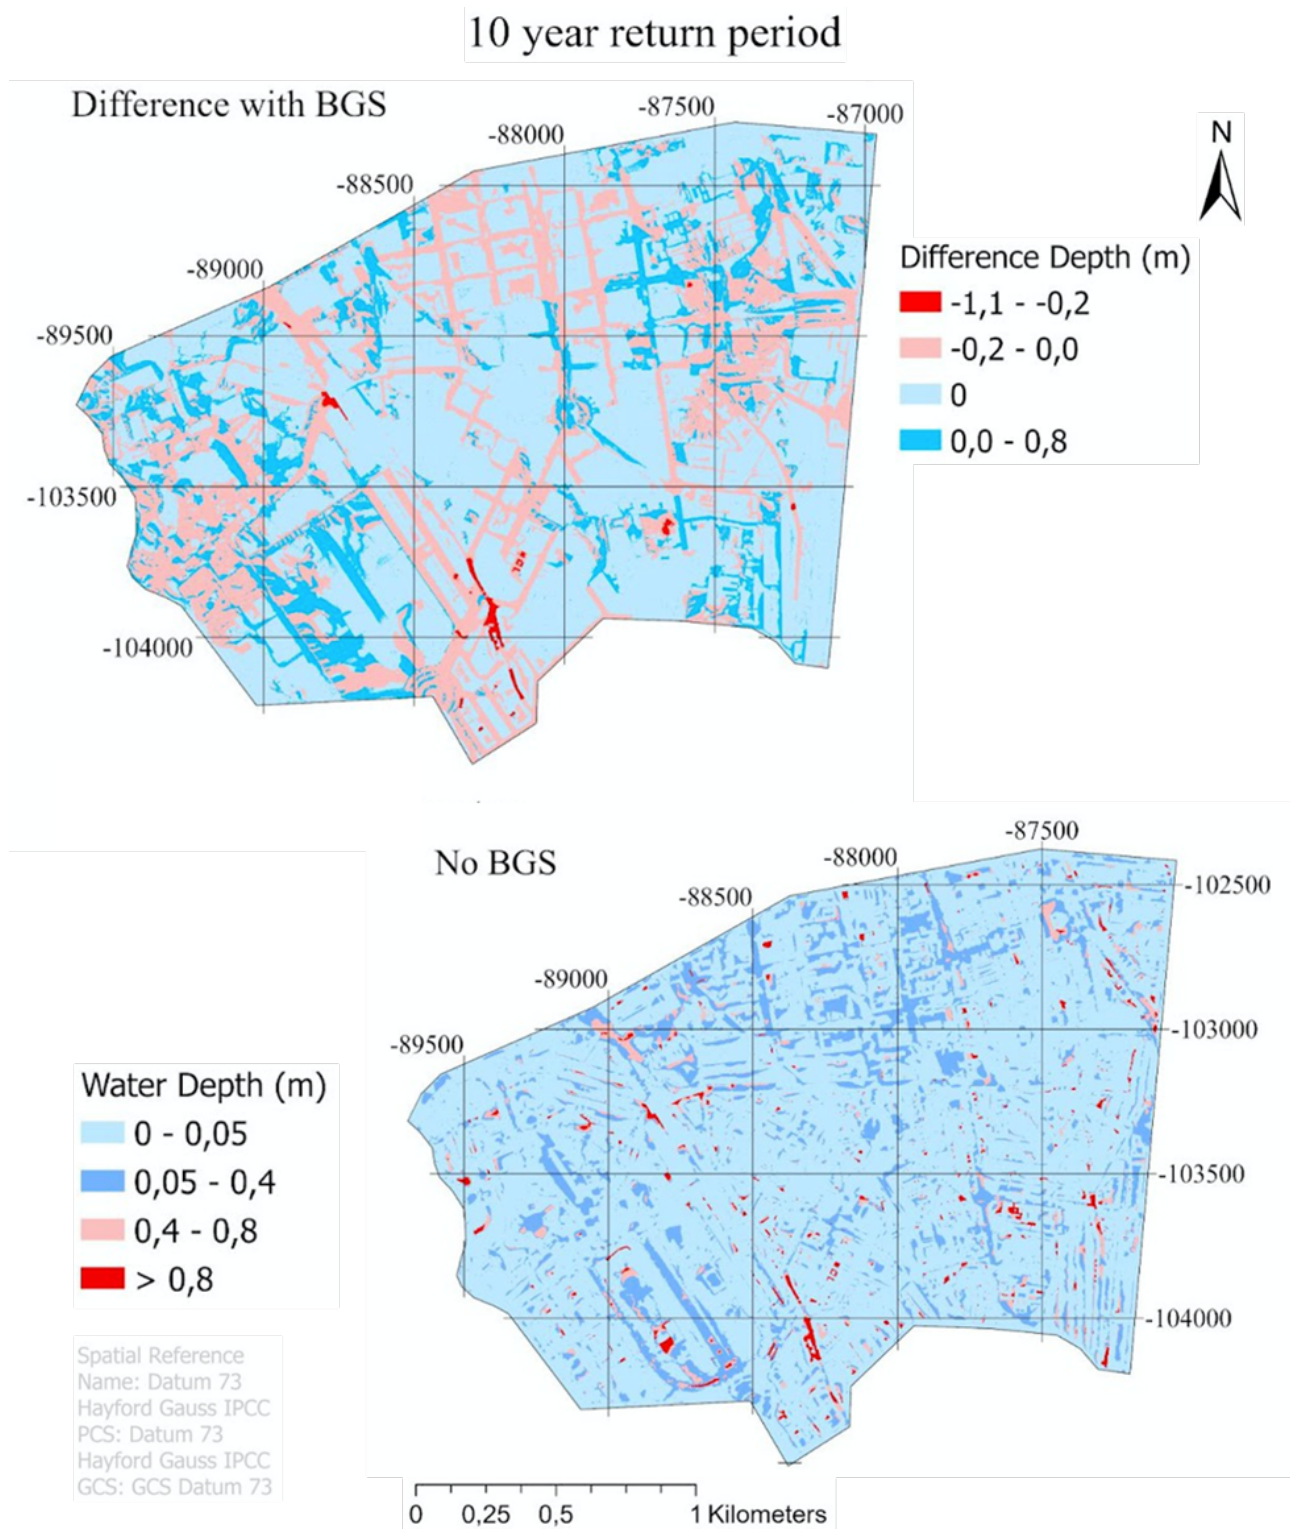 10 year return period
Difference with BGS
-87500
-87000
-88000
-88500
-89000
-89500
-103500
-104000
N
Difference Depth (m)
-1,1 - -0,2
-0,2 - 0,0
0
0,0 - 0,8
No BGS
-87500
-88000
-88500
-89000
-89500
-102500
-103000
-103500
-104000
Water Depth (m)
0 - 0,05
0,05 - 0,4
0,4 - 0,8
> 0,8
Spatial Reference
Name: Datum 73
Hayford Gauss IPCC
PCS: Datum 73
Hayford Gauss IPCC
GCS: GCS Datum 73
0 0,25 0,5 1 Kilometers